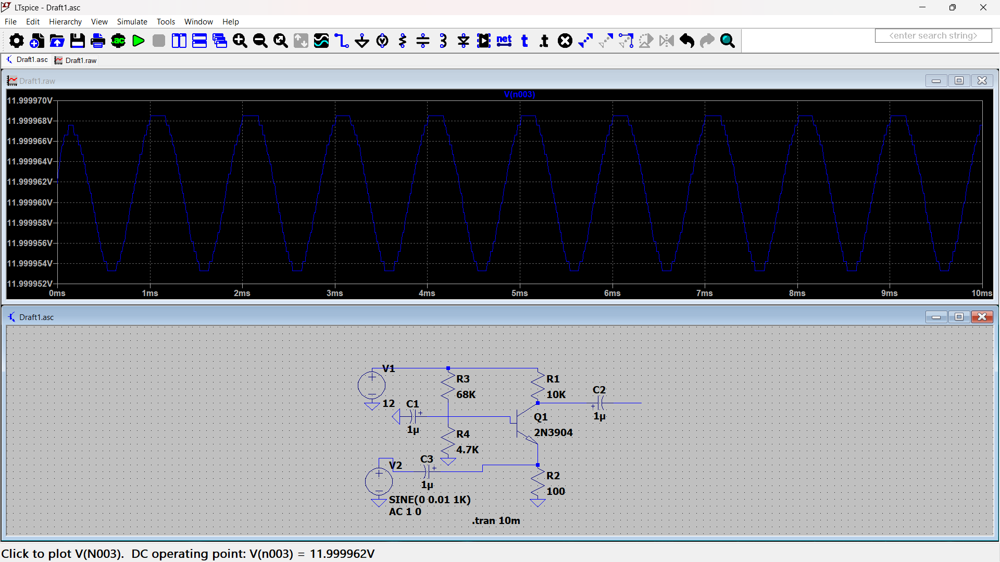 LTspice - Draft1.asc
File Edit Hierarchy View Simulate Tools Window Help
.ac net t .t <enter search string>
Draft1.asc Draft1.raw
Draft1.raw
V(n003)
11.999970V
11.999968V
11.999966V
11.999964V
11.999962V
11.999960V
11.999958V
11.999956V
11.999954V
11.999952V
0ms 1ms 2ms 3ms 4ms 5ms 6ms 7ms 8ms 9ms 10ms
Draft1.asc
V1
R3 R1
C2
68K 10K
12 C1
1µ Q1
1µ
2N3904
R4
4.7K
C3
V2
R2
1µ
100
SINE(0 0.01 1K)
AC 1 0
.tran 10m
Click to plot V(N003). DC operating point: V(n003) = 11.999962V